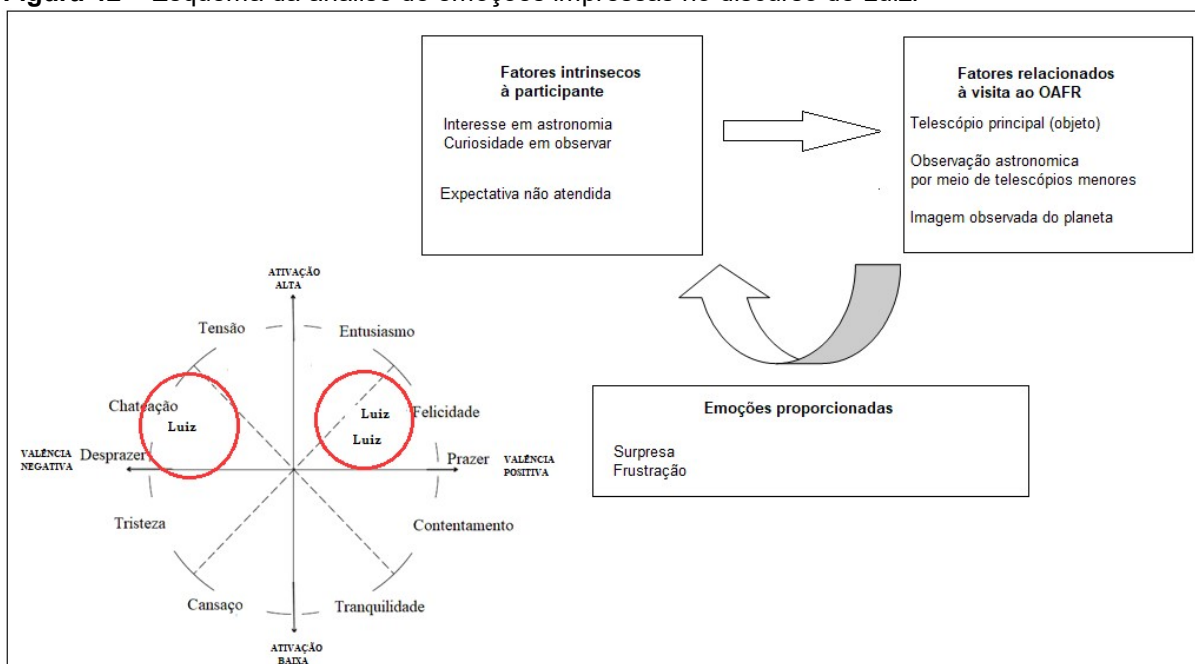 Fatores intrinsecos
à participante
Interesse em astronomia
Curiosidade em observar
Expectativa não atendida
Fatores relacionados
à visita ao OAFR
Telescópio principal (objeto)
Observação astronomica
por meio de telescópios menores
Imagem observada do planeta
Emoções proporcionadas
Surpresa
Frustração
ATIVAÇÃO
ALTA
Tensão
Entusiasmo
Chateação
Luiz
Luiz
Felicidade
Luiz
VALÊNCIA
NEGATIVA
Desprazer
Prazer
VALÊNCIA
POSITIVA
Tristeza
Contentamento
Cansaço
Tranquilidade
ATIVAÇÃO
BAIXA